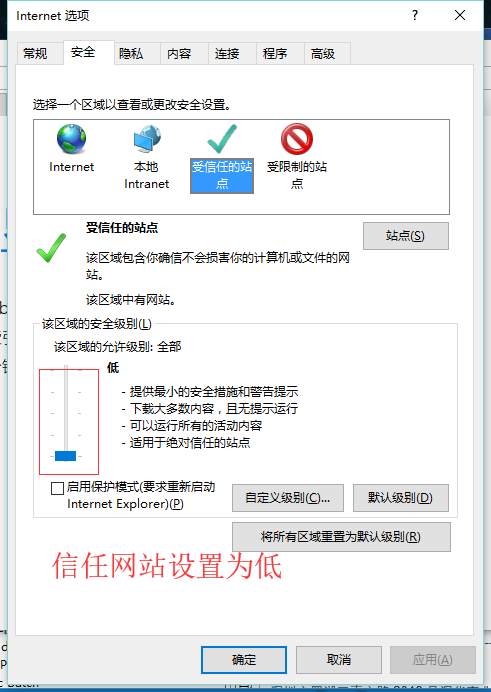 Internet 选项
?
常规 安全 隐私 内容 连接 程序 高级
选择一个区域以查看或更改安全设置。
Internet
本地
Intranet
受信任的站
点
受限制的站
点
受信任的站点
站点(S)
该区域包含你确信不会损害你的计算机或文件的网
站。
该区域中有网站。
该区域的安全级别(L)
该区域的允许级别: 全部
低
- 提供最小的安全措施和警告提示
- 下载大多数内容，且无提示运行
- 可以运行所有的活动内容
- 适用于绝对信任的站点
启用保护模式(要求重新启动
Internet Explorer)(P)
自定义级别(C)... 默认级别(D)
将所有区域重置为默认级别(R)
信任网站设置为低
确定 取消 应用(A)